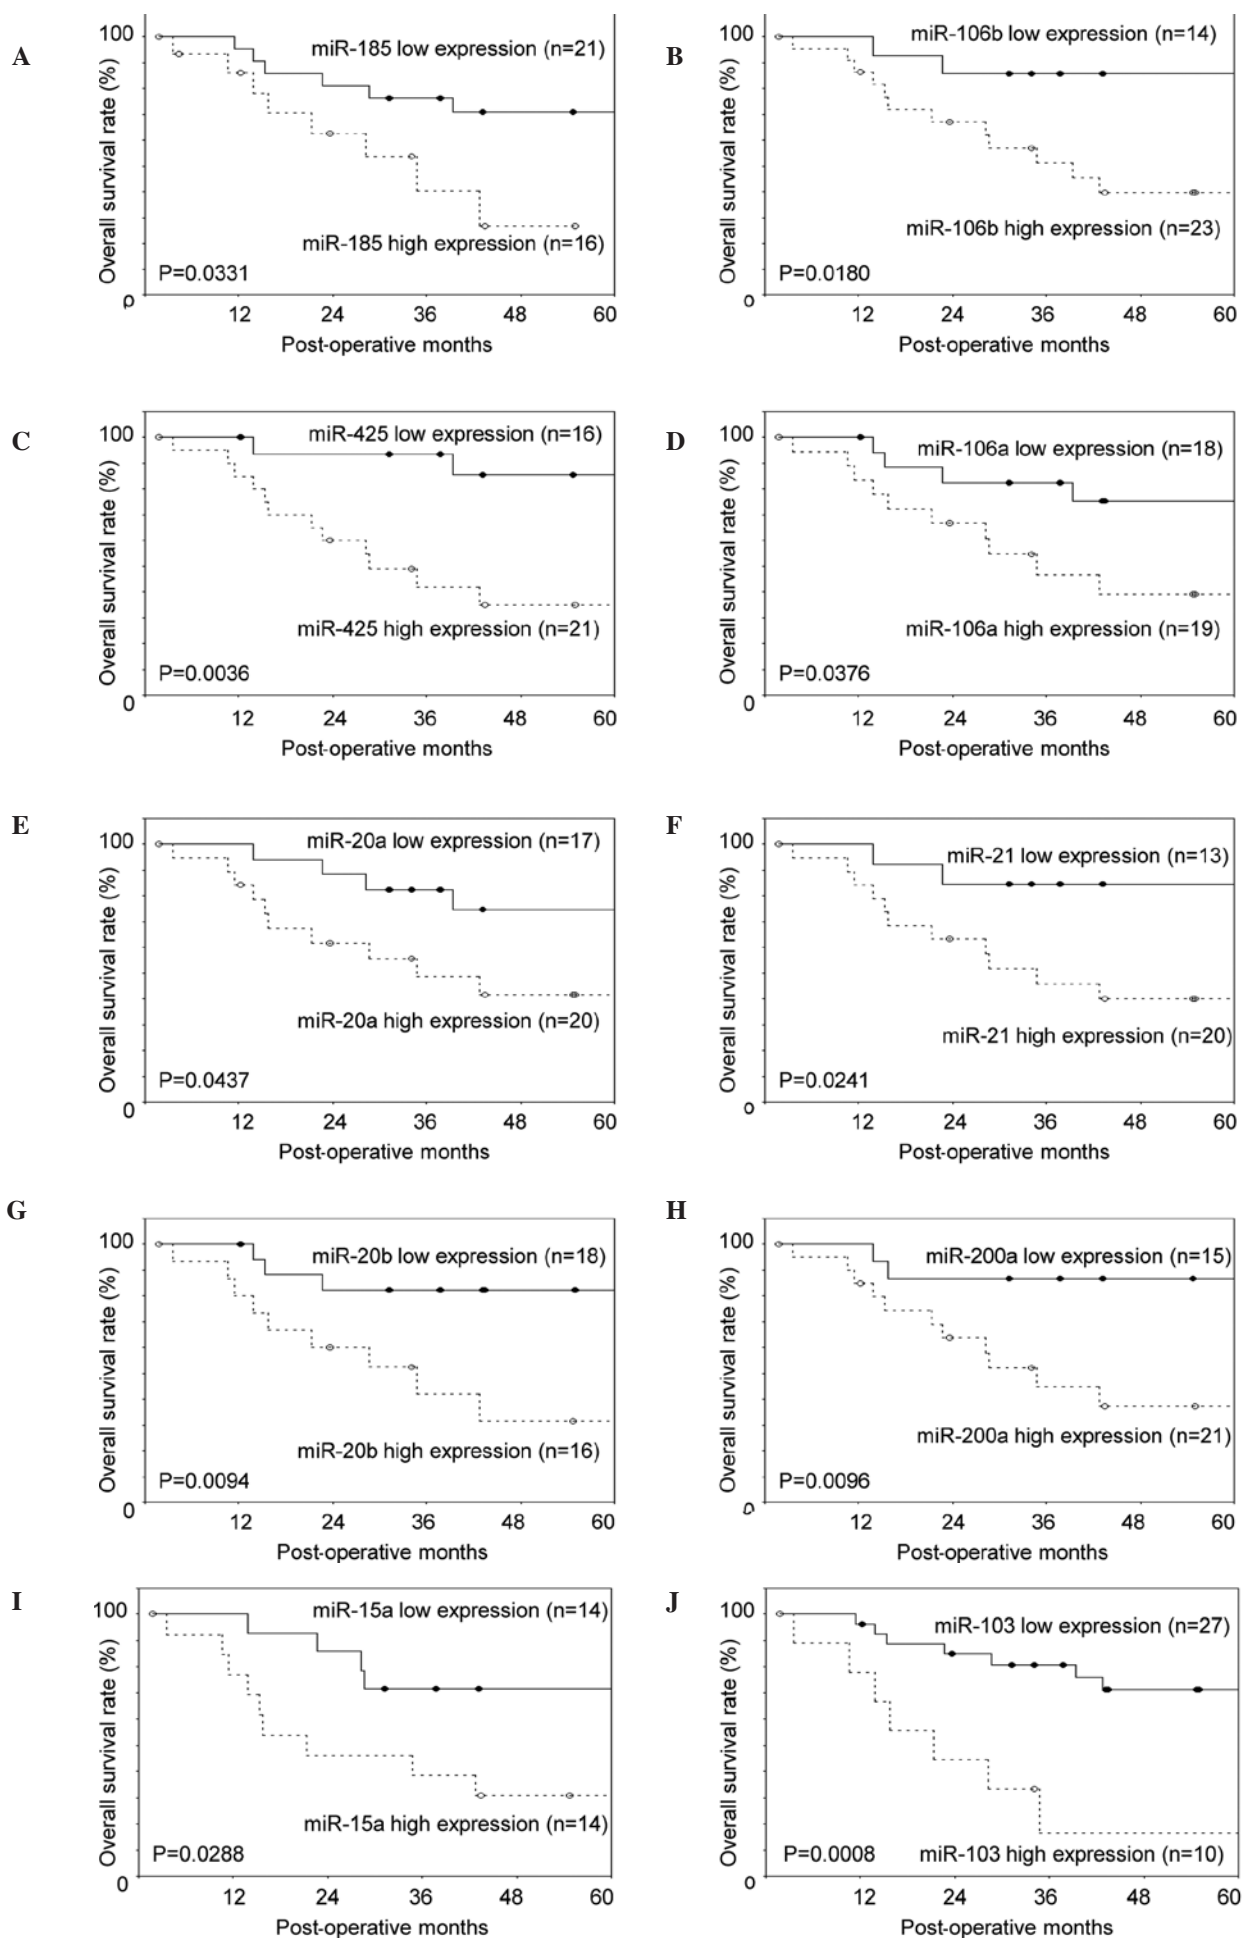 A
Overall survival rate (%)
100
miR-185 low expression (n=21)
miR-185 high expression (n=16)
P=0.0331
0
12 24 36 48 60
Post-operative months
B
Overall survival rate (%)
100
miR-106b low expression (n=14)
miR-106b high expression (n=23)
P=0.0180
0
12 24 36 48 60
Post-operative months
C
Overall survival rate (%)
100
miR-425 low expression (n=16)
miR-425 high expression (n=21)
P=0.0036
0
12 24 36 48 60
Post-operative months
D
Overall survival rate (%)
100
miR-106a low expression (n=18)
miR-106a high expression (n=19)
P=0.0376
0
12 24 36 48 60
Post-operative months
E
Overall survival rate (%)
100
miR-20a low expression (n=17)
miR-20a high expression (n=20)
P=0.0437
0
12 24 36 48 60
Post-operative months
F
Overall survival rate (%)
100
miR-21 low expression (n=13)
miR-21 high expression (n=20)
P=0.0241
0
12 24 36 48 60
Post-operative months
G
Overall survival rate (%)
100
miR-20b low expression (n=18)
miR-20b high expression (n=16)
P=0.0094
0
12 24 36 48 60
Post-operative months
H
Overall survival rate (%)
100
miR-200a low expression (n=15)
miR-200a high expression (n=21)
P=0.0096
0
12 24 36 48 60
Post-operative months
I
Overall survival rate (%)
100
miR-15a low expression (n=14)
miR-15a high expression (n=14)
P=0.0288
0
12 24 36 48 60
Post-operative months
J
Overall survival rate (%)
100
miR-103 low expression (n=27)
P=0.0008 miR-103 high expression (n=10)
0
12 24 36 48 60
Post-operative months